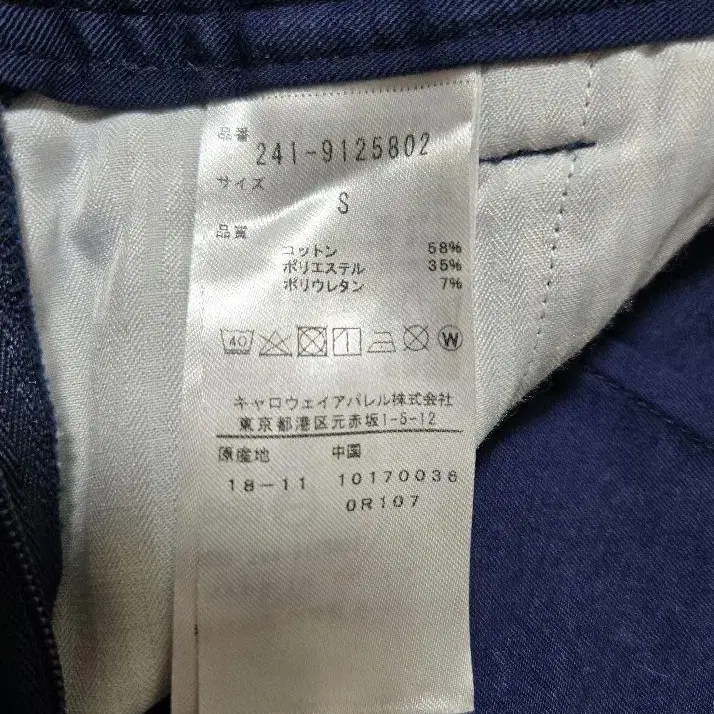 品番
241-9125802
サイズ
S
品質
コットン 58%
ポリエステル 35%
ポリウレタン 7%
40 W
キャロウェイアパレル株式会社
東京都港区元赤坂1-5-12
原産地 中国
18-11 10170036
0R107